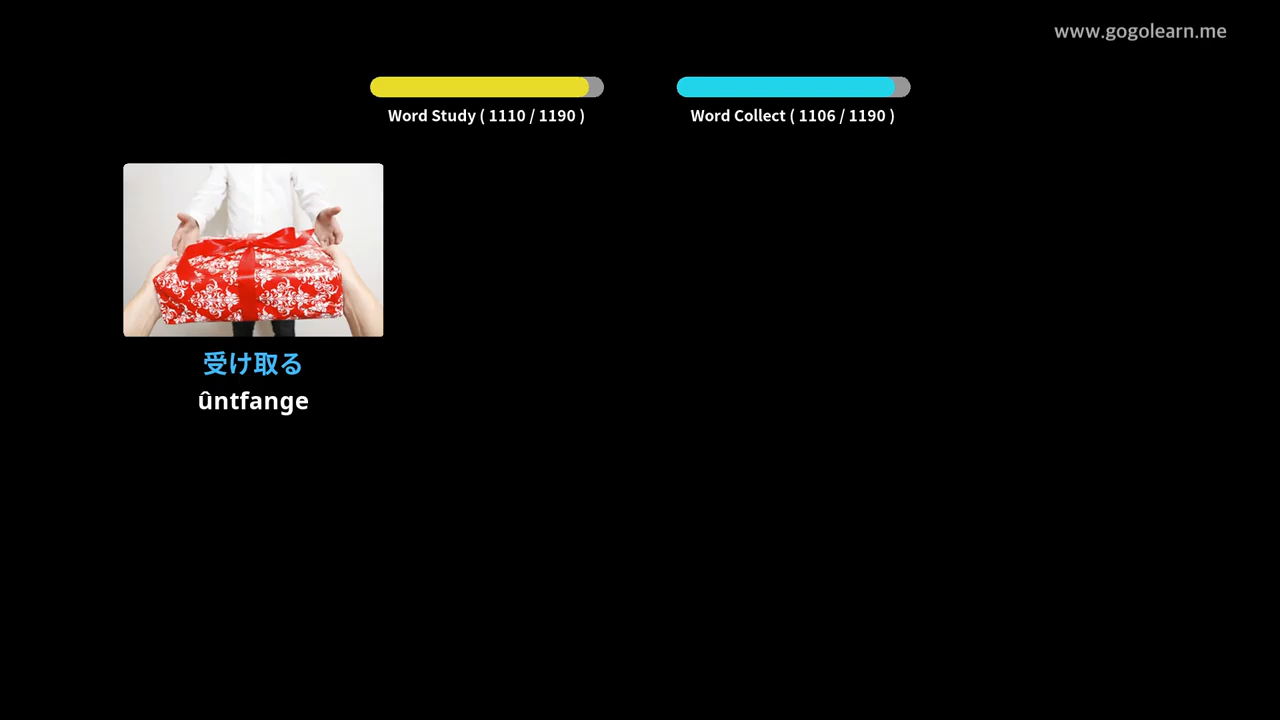 www.gogolearn.me
Word Study ( 1110 / 1190 )
Word Collect ( 1106 / 1190 )
受け取る
ûntfange